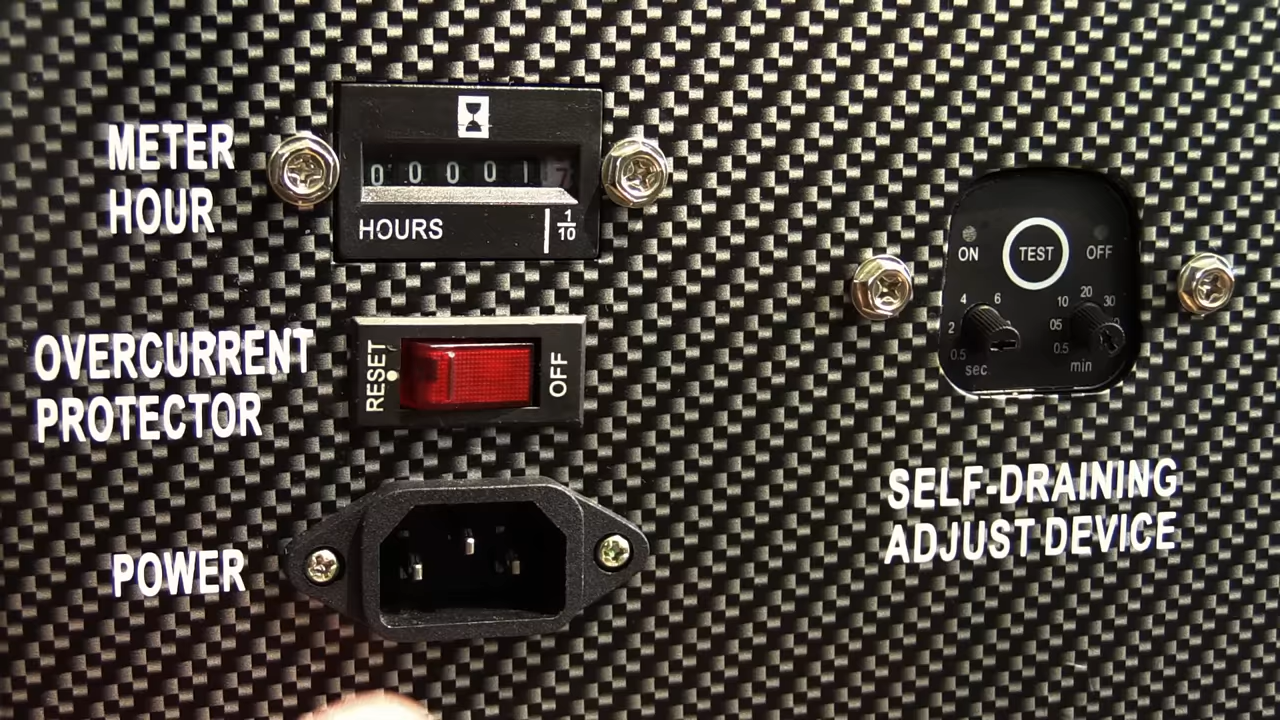 METER
HOUR
0 0 0 0 1 7
HOURS
1/10
OVERCURRENT
PROTECTOR
RESET
OFF
POWER
ON
TEST
OFF
4 6
2
0.5
sec
10 20 30
05
0.5
min
SELF-DRAINING
ADJUST DEVICE